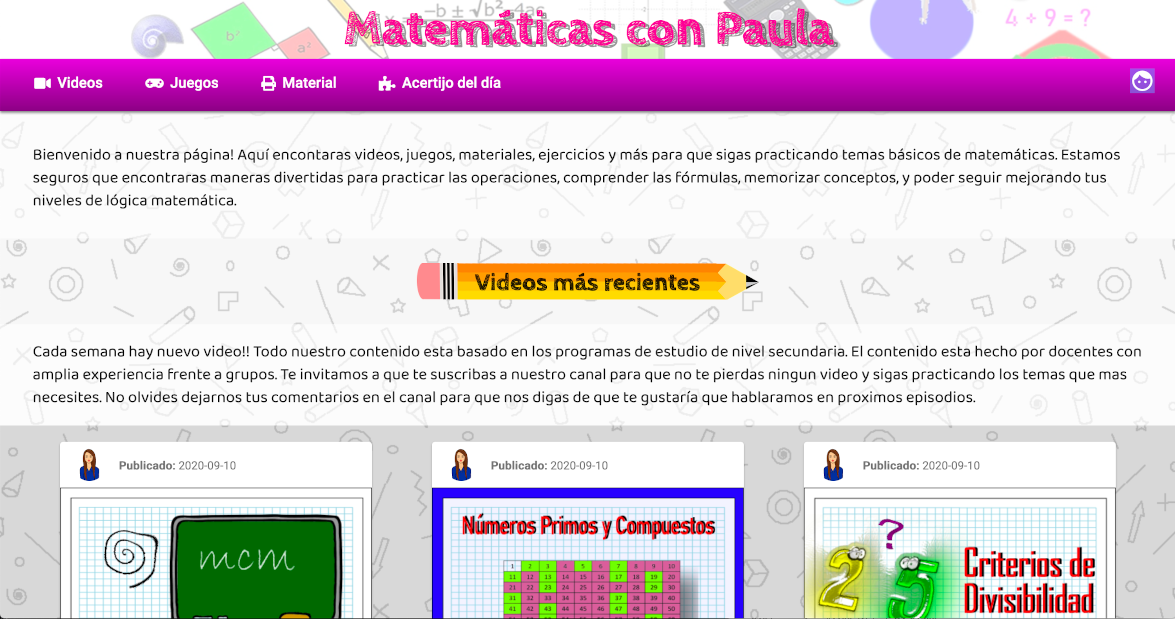 −b ± √b² 4ac
4 ÷ 9 = ?
b²
a²
Matemáticas con Paula
Videos Juegos Material Acertijo del día
Bienvenido a nuestra página! Aquí encontaras videos, juegos, materiales, ejercicios y más para que sigas practicando temas básicos de matemáticas. Estamos
seguros que encontraras maneras divertidas para practicar las operaciones, comprender las fórmulas, memorizar conceptos, y poder seguir mejorando tus
niveles de lógica matemática.
Videos más recientes
Cada semana hay nuevo video!! Todo nuestro contenido esta basado en los programas de estudio de nivel secundaria. El contenido esta hecho por docentes con
amplia experiencia frente a grupos. Te invitamos a que te suscribas a nuestro canal para que no te pierdas ningun video y sigas practicando los temas que mas
necesites. No olvides dejarnos tus comentarios en el canal para que nos digas de que te gustaría que hablaramos en proximos episodios.
Publicado: 2020-09-10
mcm
Publicado: 2020-09-10
Números Primos y Compuestos
1 2 3 4 5 6 7 8 9 10
11 12 13 14 15 16 17 18 19 20
21 22 23 24 25 26 27 28 29 30
31 32 33 34 35 36 37 38 39 40
41 42 43 44 45 46 47 48 49 50
Publicado: 2020-09-10
?
2 5
Criterios de
Divisibilidad